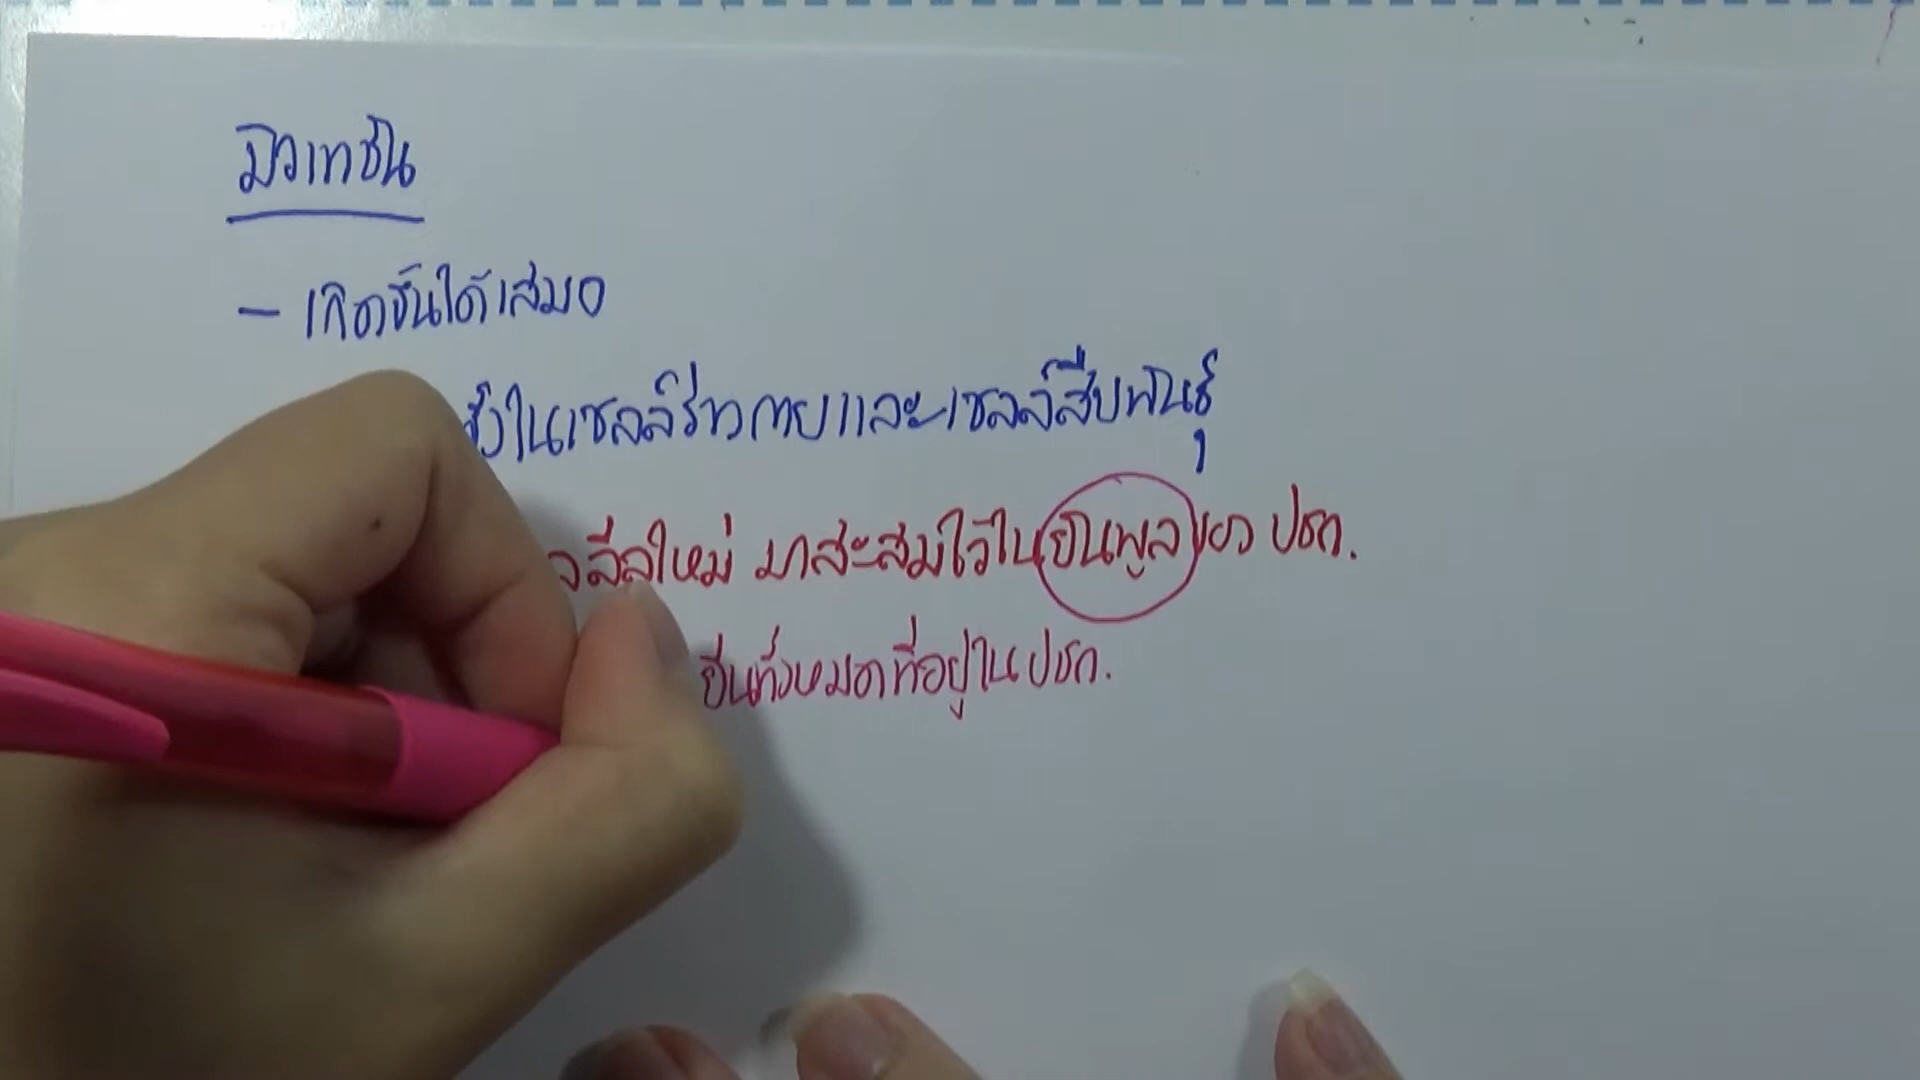 มิวเทชัน
- เกิดขึ้นได้เสมอ
ทั้งในเซลล์ร่างกายและเซลล์สืบพันธุ์
ลีลใหม่ มาสะสมไว้ในยีนพูลของ ปชก.
ยีนทั้งหมดที่อยู่ใน ปชก.